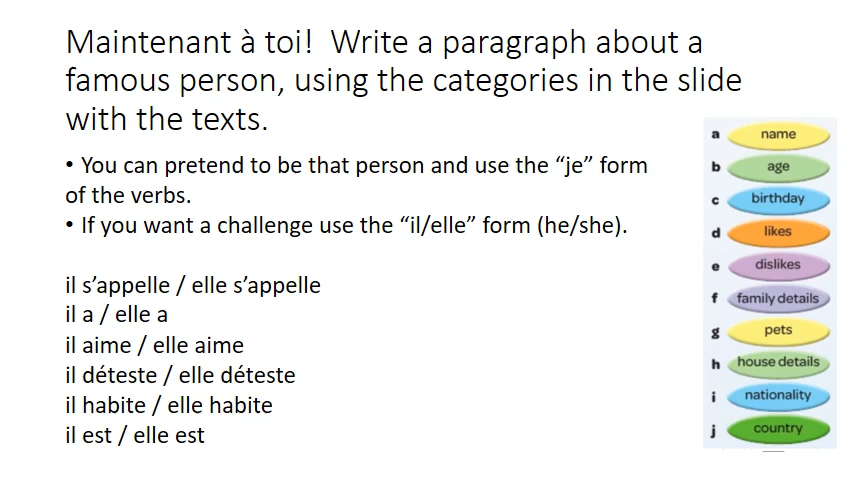 Maintenant à toi!  Write a paragraph about a
famous person, using the categories in the slide
with the texts.
• You can pretend to be that person and use the “je” form
of the verbs.
• If you want a challenge use the “il/elle” form (he/she).
il s’appelle / elle s’appelle
il a / elle a
il aime / elle aime
il déteste / elle déteste
il habite / elle habite
il est / elle est
a name
b age
c birthday
d likes
e dislikes
f family details
g pets
h house details
i nationality
j country